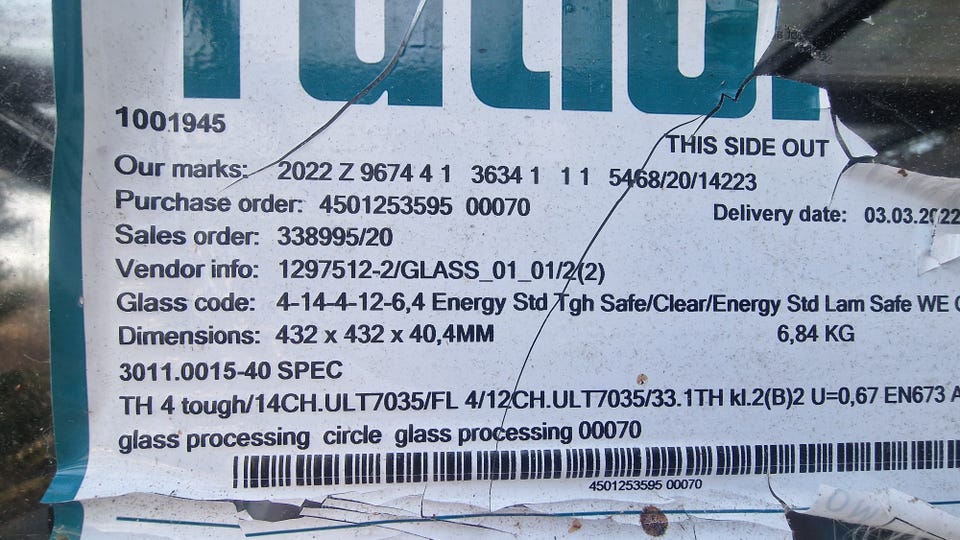 1001945
THIS SIDE OUT
Our marks: 2022 Z 9674 4 1 3634 1 1 1 5468/20/14223
Purchase order: 4501253595 00070
Delivery date: 03.03.2022
Sales order: 338995/20
Vendor info: 1297512-2/GLASS_01_01/2(2)
Glass code: 4-14-4-12-6,4 Energy Std Tgh Safe/Clear/Energy Std Lam Safe WE
Dimensions: 432 x 432 x 40,4MM 6,84 KG
3011.0015-40 SPEC
TH 4 tough/14CH.ULT7035/FL 4/12CH.ULT7035/33.1TH kl.2(B)2 U=0,67 EN673
glass processing circle glass processing 00070
4501253595 00070